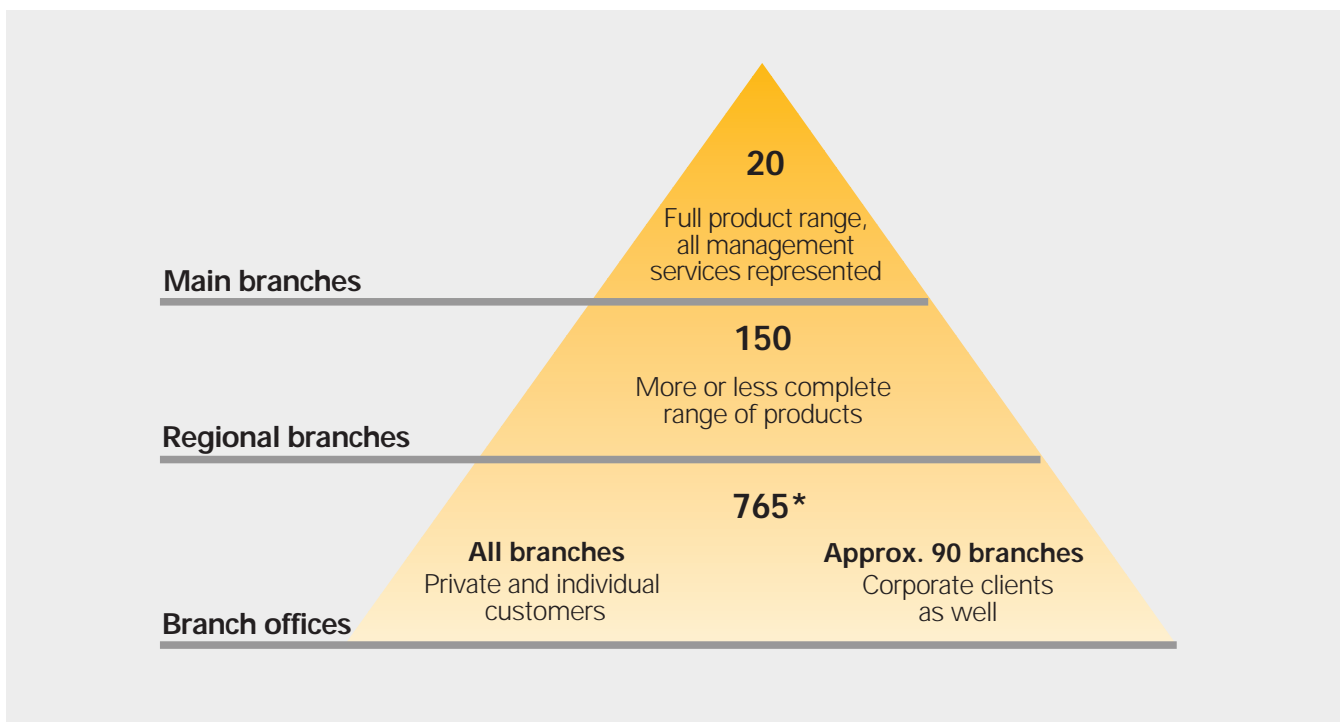 20
Full product range,
all management
services represented
Main branches
150
More or less complete
range of products
Regional branches
765*
All branches
Private and individual
customers
Approx. 90 branches
Corporate clients
as well
Branch offices